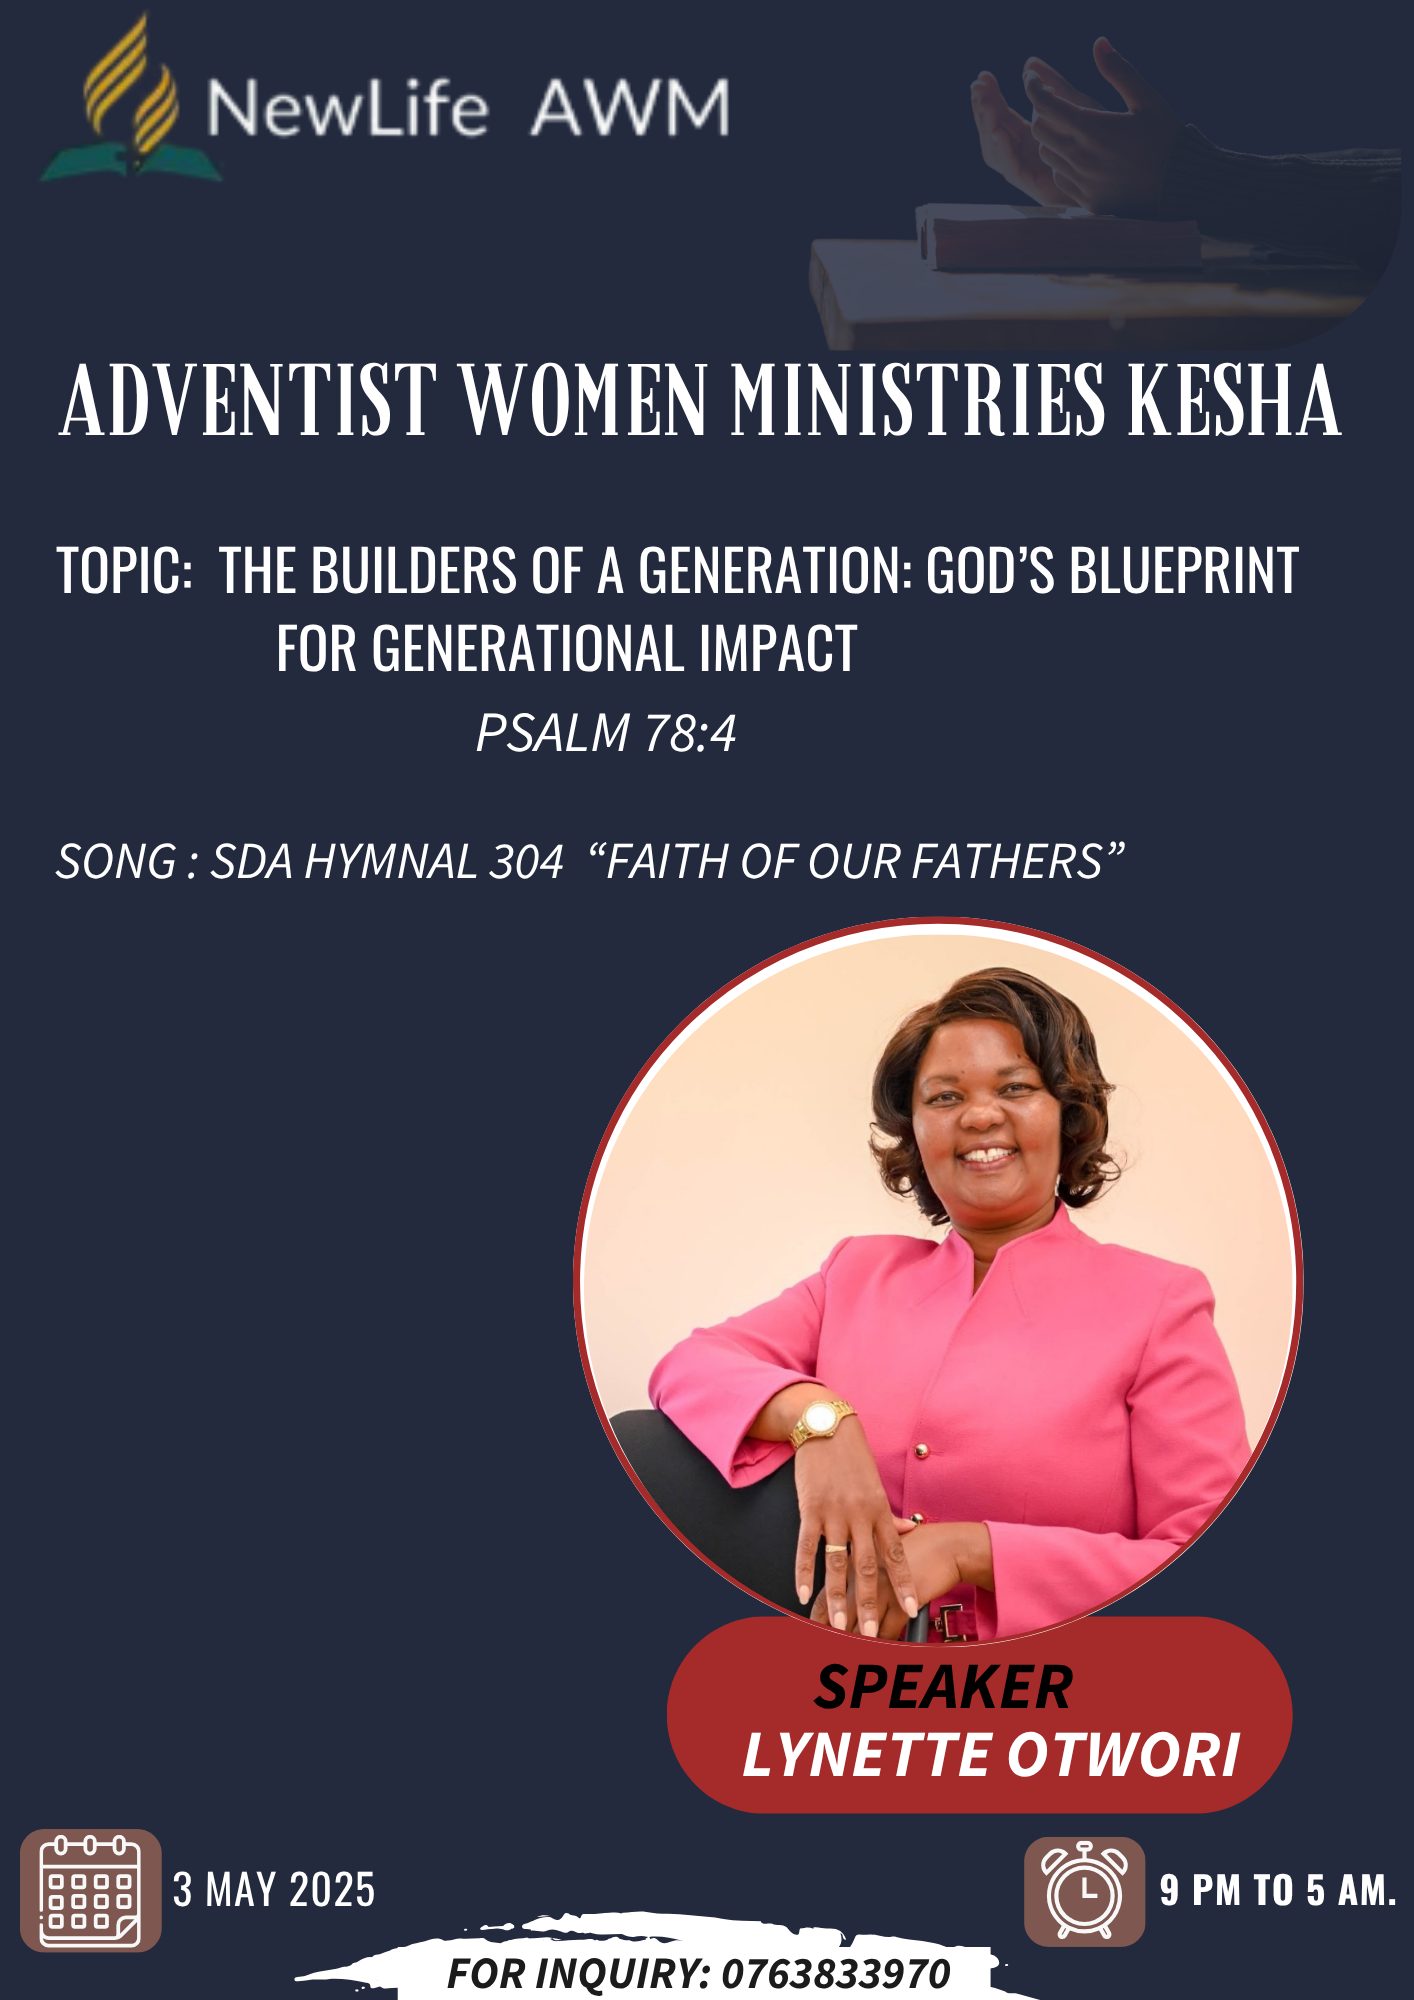 NewLife AWM
ADVENTIST WOMEN MINISTRIES KESHA
TOPIC: THE BUILDERS OF A GENERATION: GOD’S BLUEPRINT
FOR GENERATIONAL IMPACT
PSALM 78:4
SONG : SDA HYMNAL 304 “FAITH OF OUR FATHERS”
SPEAKER
LYNETTE OTWORI
3 MAY 2025
9 PM TO 5 AM.
FOR INQUIRY: 0763833970